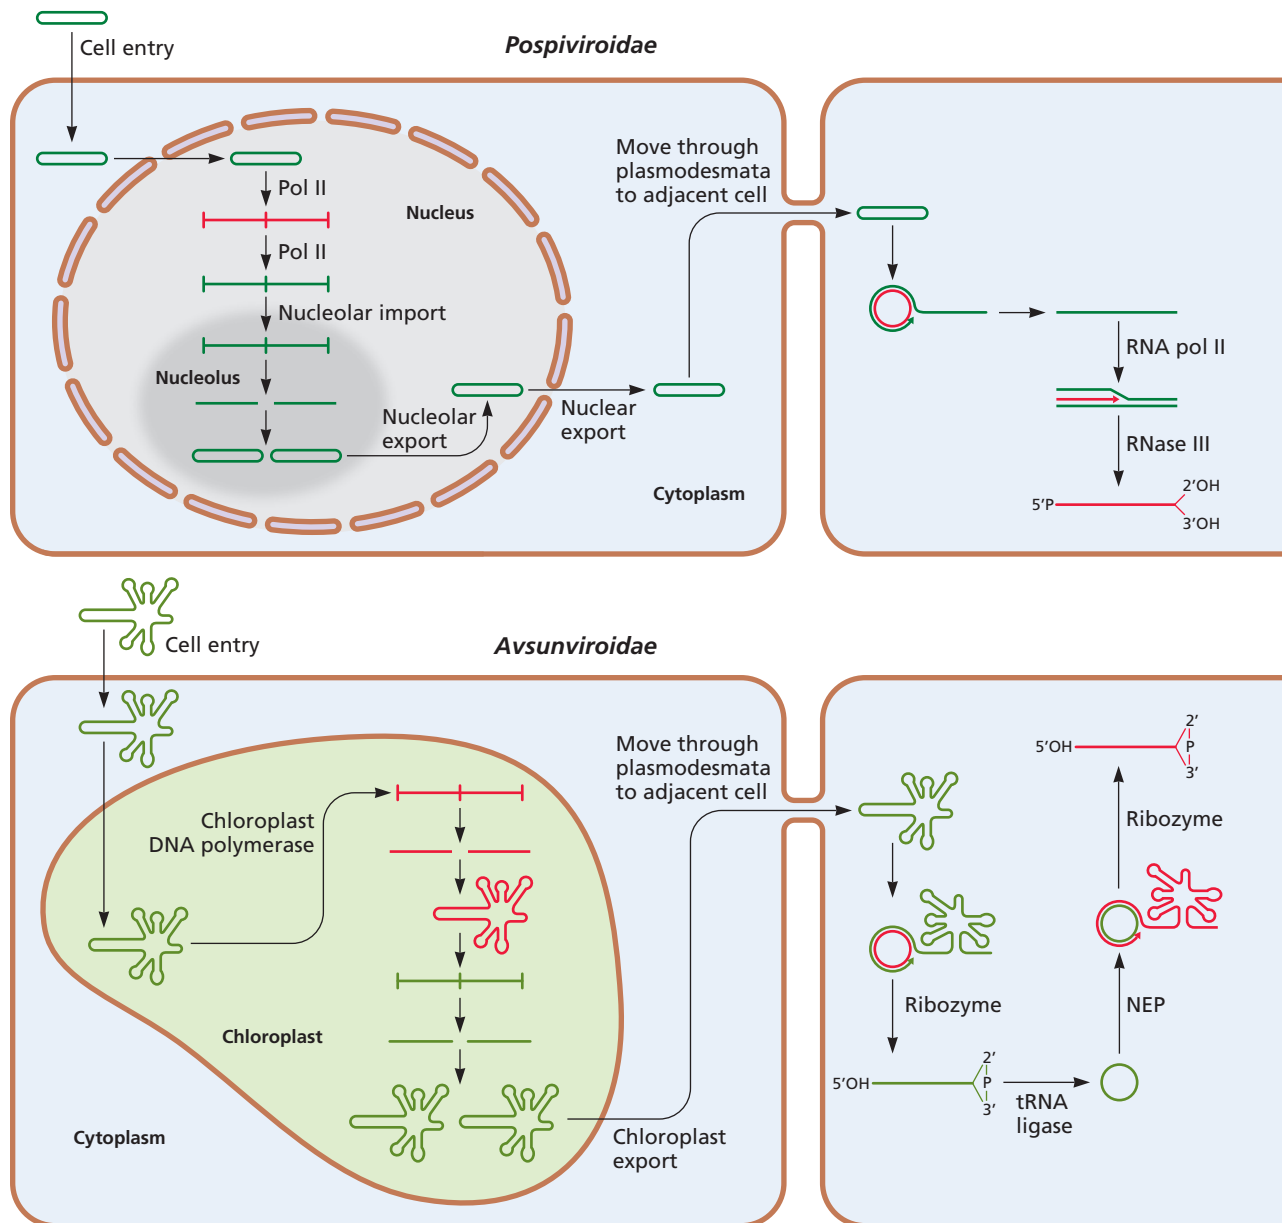 Cell entry
Pospiviroidae
Pol II
Nucleus
Pol II
Nucleolar import
Nucleolus
Nucleolar
export
Nuclear
export
Cytoplasm
Move through
plasmodesmata
to adjacent cell
RNA pol II
RNase III
5’P
2’OH
3’OH
Cell entry
Avsunviroidae
Chloroplast
DNA polymerase
Chloroplast
Cytoplasm
Chloroplast
export
Move through
plasmodesmata
to adjacent cell
Ribozyme
5’OH
2’
P
3’
tRNA
ligase
NEP
Ribozyme
5’OH
2’
P
3’